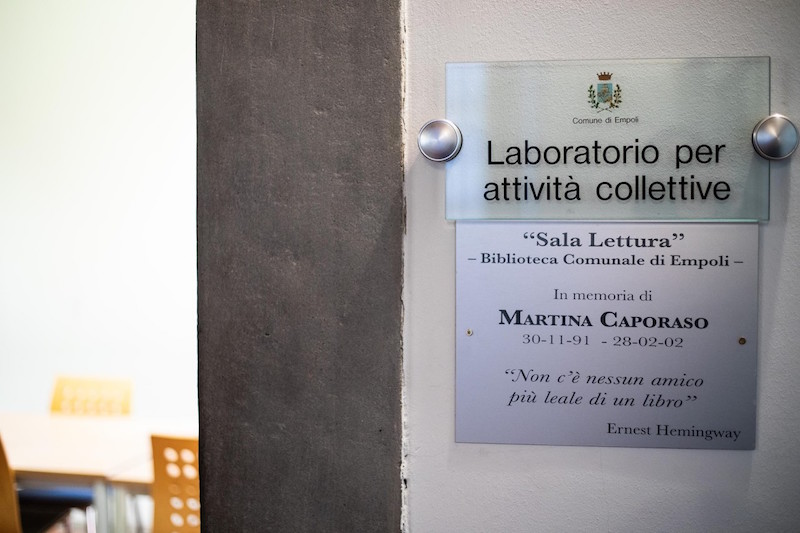 Comune di Empoli
Laboratorio per
attività collettive
“Sala Lettura”
– Biblioteca Comunale di Empoli –
In memoria di
MARTINA CAPORASO
30-11-91 - 28-02-02
“Non c’è nessun amico
più leale di un libro”
Ernest Hemingway